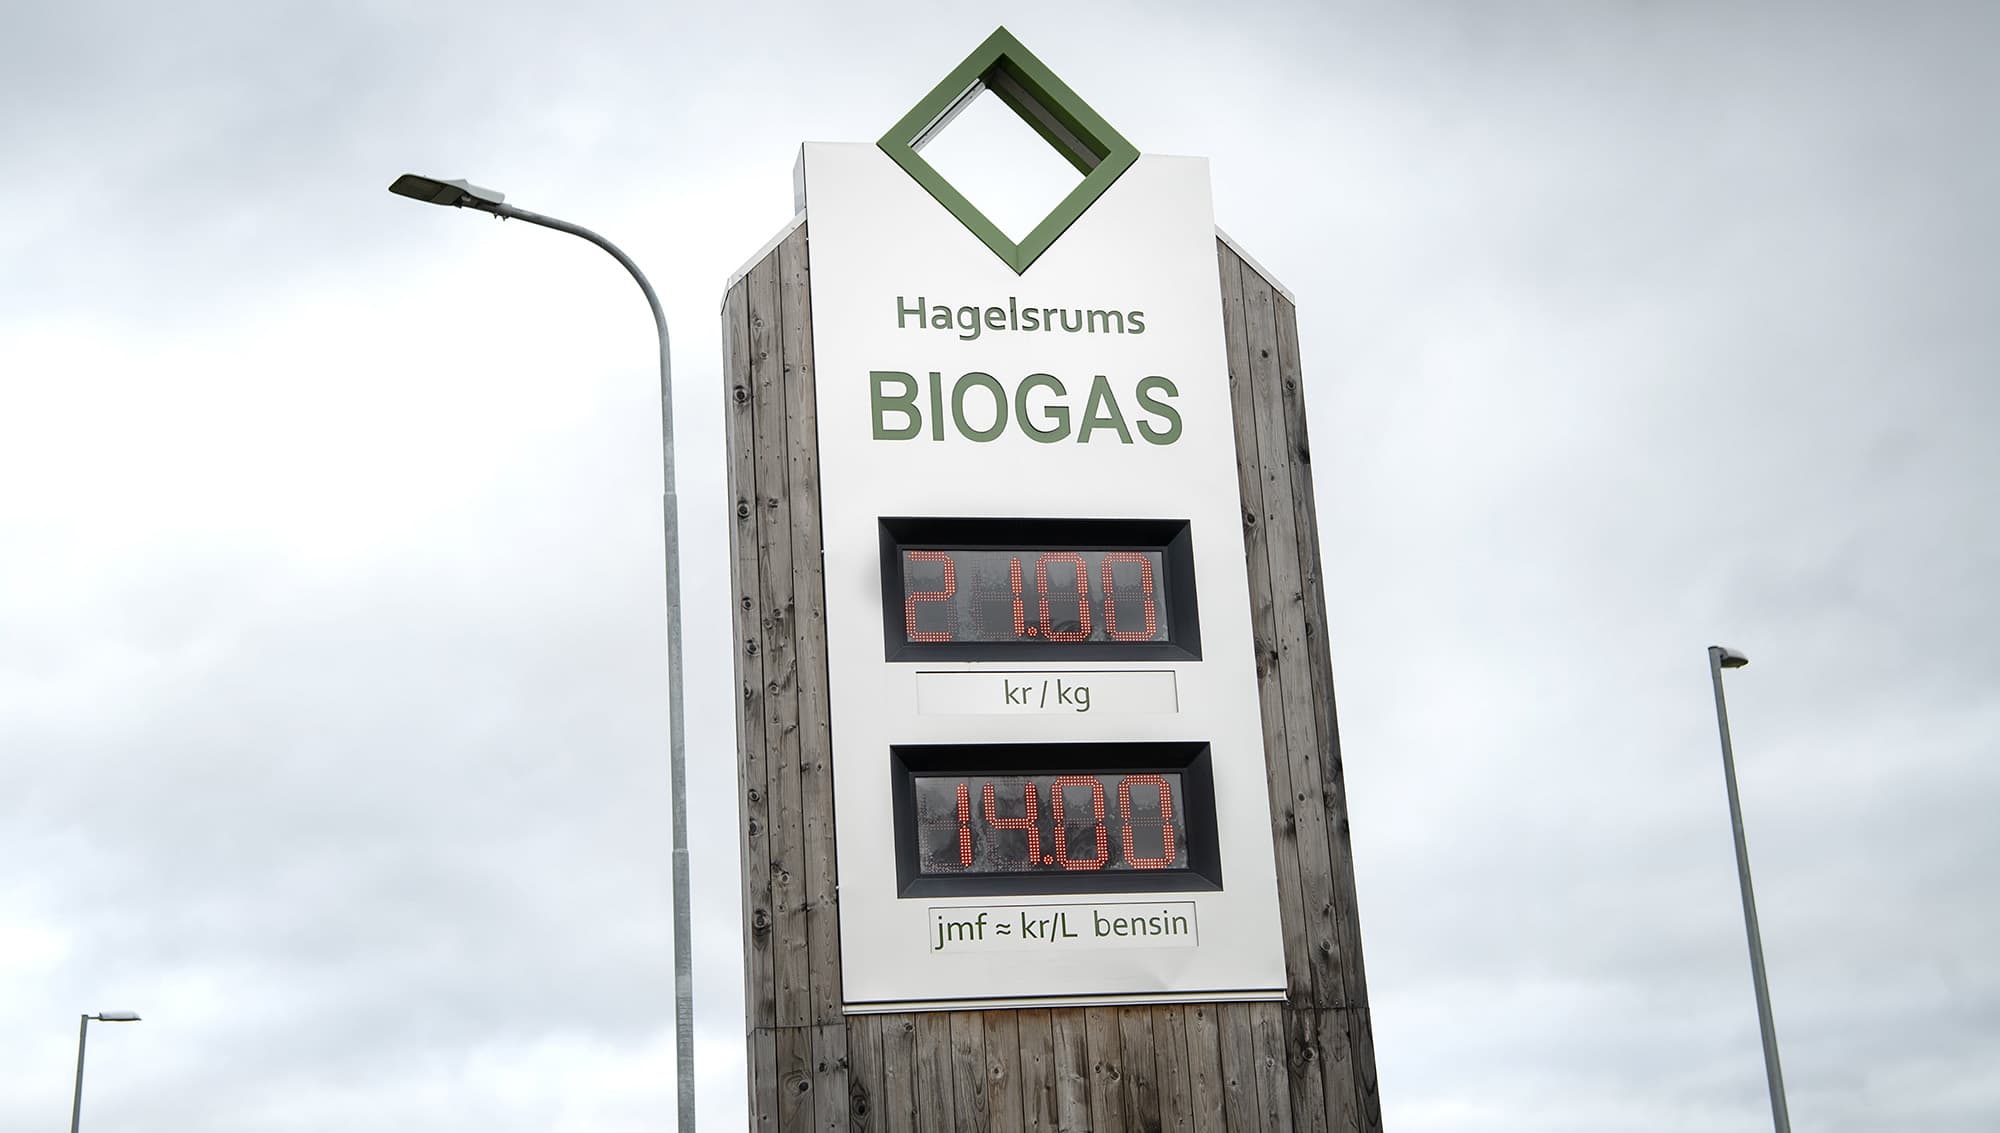 Hagelsrums
BIOGAS
21.00
kr / kg
14.00
jmf ≈ kr/L bensin